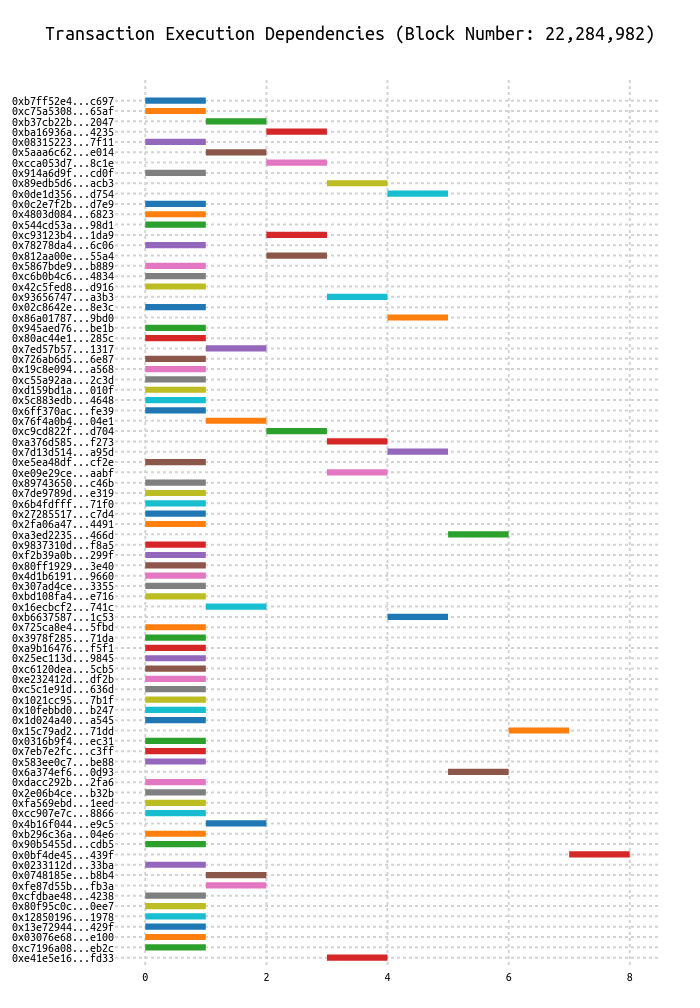 Transaction Execution Dependencies (Block Number: 22,284,982)
0xb7ff52e4...c697
0xc75a5308...65af
0xb37cb22b...2047
0xba16936a...4235
0x08315223...7f11
0x5aaa6c62...e014
0xcca053d7...8c1e
0x914a6d9f...cd0f
0x89edb5d6...acb3
0x0de1d356...d754
0x0c2e7f2b...d7e9
0x4803d084...6823
0x544cd53a...98d1
0xc93123b4...1da9
0x78278da4...6c06
0x812aa00e...55a4
0x5867bde9...b889
0xc6b0b4c6...4834
0x42c5fed8...d916
0x93656747...a3b3
0x02c8642e...8e3c
0x86a01787...9bd0
0x945aed76...be1b
0x80ac44e1...285c
0x7ed57b57...1317
0x726ab6d5...6e87
0x19c8e094...a568
0xc55a92aa...2c3d
0xd159bd1a...010f
0x5c883edb...4648
0x6ff370ac...fe39
0x76f4a0b4...04e1
0xc9cd822f...d704
0xa376d585...f273
0x7d13d514...a95d
0xe5ea48df...cf2e
0xe09e29ce...aabf
0x89743650...c46b
0x7de9789d...e319
0x6b4fdfff...71f0
0x27285517...c7d4
0x2fa06a47...4491
0xa3ed2235...466d
0x9837310d...f8a5
0xf2b39a0b...299f
0x80ff1929...3e40
0x4d1b6191...9660
0x307ad4ce...3355
0xbd108fa4...e716
0x16ecbcf2...741c
0xb6637587...1c53
0x725ca8e4...5fbd
0x3978f285...71da
0xa9b16476...f5f1
0x25ec113d...9845
0xc6120dea...5cb5
0xe232412d...df2b
0xc5c1e91d...636d
0x1021cc95...7b1f
0x10febbd0...b247
0x1d024a40...a545
0x15c79ad2...71dd
0x0316b9f4...ec31
0x7eb7e2fc...c3ff
0x583ee0c7...be88
0x6a374ef6...0d93
0xdacc292b...2fa6
0x2e06b4ce...b32b
0xfa569ebd...1eed
0xcc907e7c...8866
0x4b16f044...e9c5
0xb296c36a...04e6
0x90b5455d...cdb5
0x0bf4de45...439f
0x0233112d...33ba
0x0748185e...b8b4
0xfe87d55b...fb3a
0xcfdbae48...4238
0x80f95c0c...0ee7
0x12850196...1978
0x13e72944...429f
0x03076e68...e100
0xc7196a08...eb2c
0xe41e5e16...fd33
0 2 4 6 8